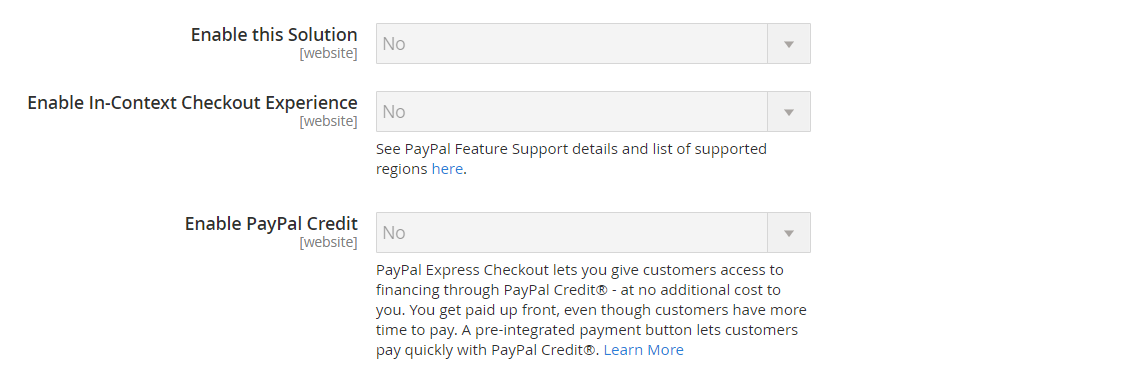 Enable this Solution
[website]
No
Enable In-Context Checkout Experience
[website]
No
See PayPal Feature Support details and list of supported
regions here.
Enable PayPal Credit
[website]
No
PayPal Express Checkout lets you give customers access to
financing through PayPal Credit® - at no additional cost to
you. You get paid up front, even though customers have more
time to pay. A pre-integrated payment button lets customers
pay quickly with PayPal Credit®. Learn More